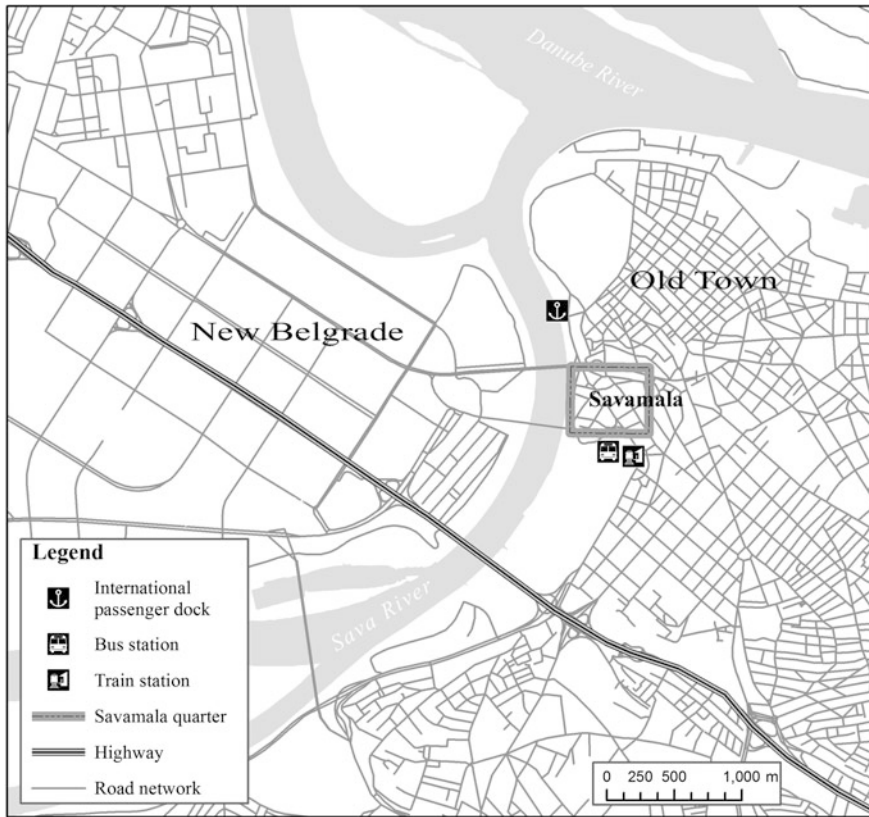 Danube River
Old Town
New Belgrade
Savamala
Sava River
Legend
International
passenger dock
Bus station
Train station
Savamala quarter
Highway
Road network
0 250 500 1,000 m